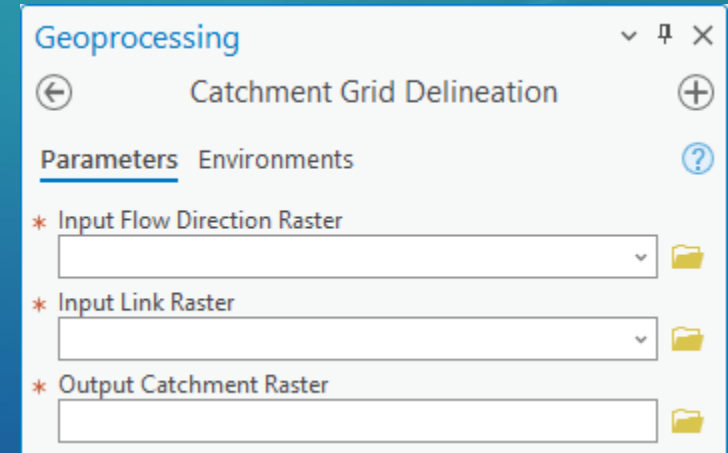 Geoprocessing
Catchment Grid Delineation
Parameters Environments
* Input Flow Direction Raster
* Input Link Raster
* Output Catchment Raster